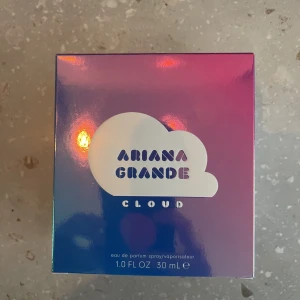 ARIANA
GRANDE
CLOUD
eau de parfum spray/vaporisateur
1.0 FL OZ 30 mL ℮